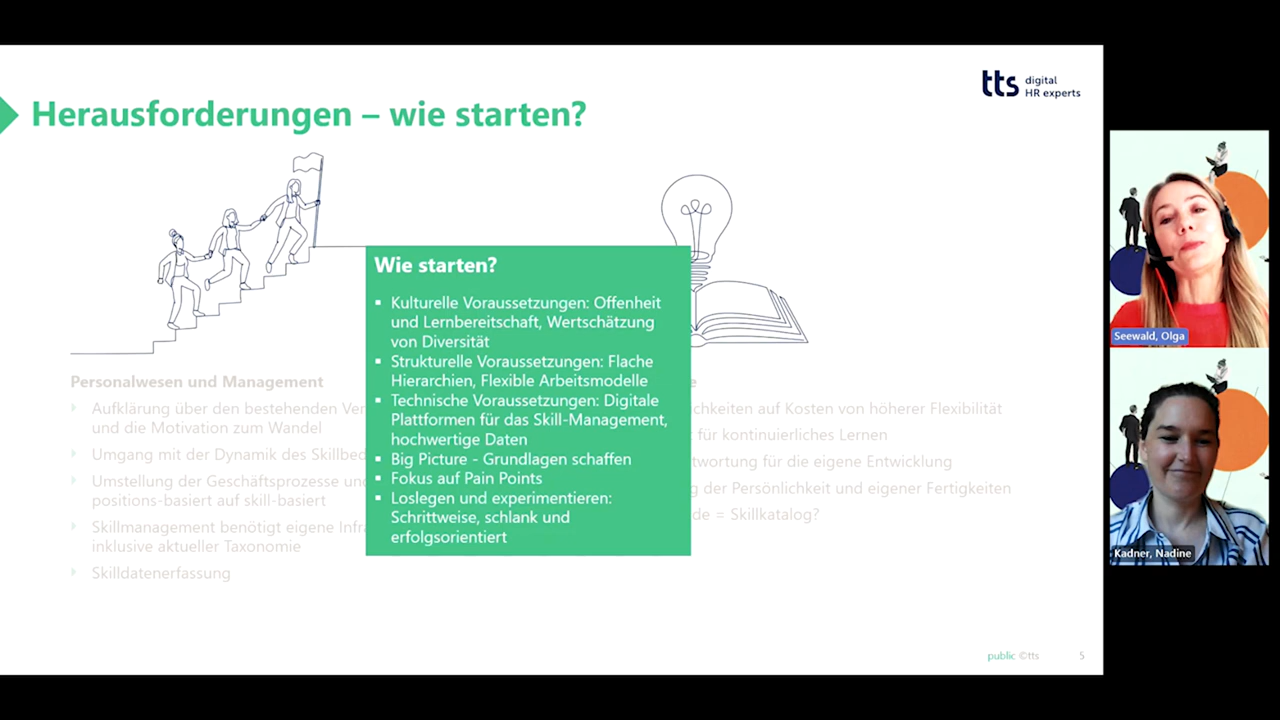 tts digital
HR experts
Herausforderungen – wie starten?
Wie starten?
▪ Kulturelle Voraussetzungen: Offenheit
und Lernbereitschaft, Wertschätzung
von Diversität
▪ Strukturelle Voraussetzungen: Flache
Hierarchien, Flexible Arbeitsmodelle
▪ Technische Voraussetzungen: Digitale
Plattformen für das Skill-Management,
hochwertige Daten
▪ Big Picture - Grundlagen schaffen
▪ Fokus auf Pain Points
▪ Loslegen und experimentieren:
Schrittweise, schlank und
erfolgsorientiert
Personalwesen und Management
Aufklärung über den bestehenden
und die Motivation zum Wandel
Umgang mit der Dynamik des
Umstellung der Geschäftsprozesse
positions-basiert auf skill-basiert
Skillmanagement benötigt eigene
inklusive aktueller Taxonomie
Skilldatenerfassung
auf Kosten von höherer Flexibilität
für kontinuierliches Lernen
für die eigene Entwicklung
der Persönlichkeit und eigener Fertigkeiten
= Skillkatalog?
public ©tts 5
Seewald, Olga
Kadner, Nadine